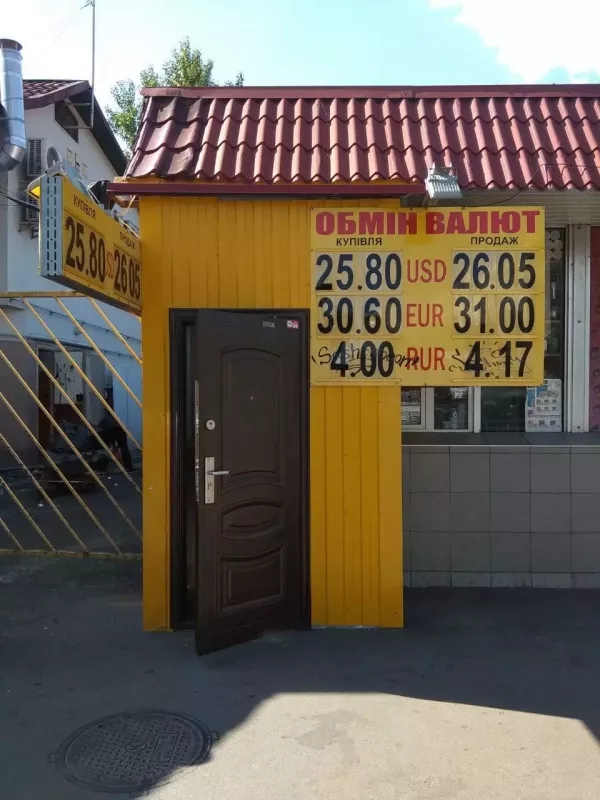 КУПІВЛЯ ПРОДАЖ
25.80 26.05
ОБМІН ВАЛЮТ
КУПІВЛЯ ПРОДАЖ
25.80 USD 26.05
30.60 EUR 31.00
4.00 РUR 4.17